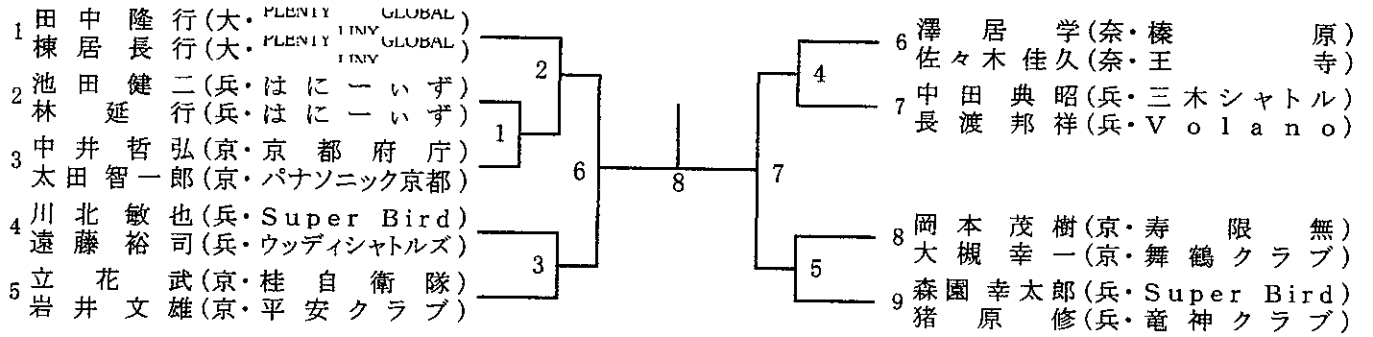 1 田中隆行(大・PLENTY GLOBAL LINY)
棟居長行(大・PLENTY GLOBAL LINY)
2 池田健二(兵・はにーぃず)
林延行(兵・はにーぃず)
3 中井哲弘(京・京都府庁)
太田智一郎(京・パナソニック京都)
4 川北敏也(兵・Super Bird)
遠藤裕司(兵・ウッディシャトルズ)
5 立花武(京・桂自衛隊)
岩井文雄(京・平安クラブ)
2
1
6
3
8
7
4
5
6 澤居学(奈・榛原)
佐々木佳久(奈・王寺)
7 中田典昭(兵・三木シャトル)
長渡邦祥(兵・Volano)
8 岡本茂樹(京・寿限無)
大槻幸一(京・舞鶴クラブ)
9 森園幸太郎(兵・Super Bird)
猪原修(兵・竜神クラブ)